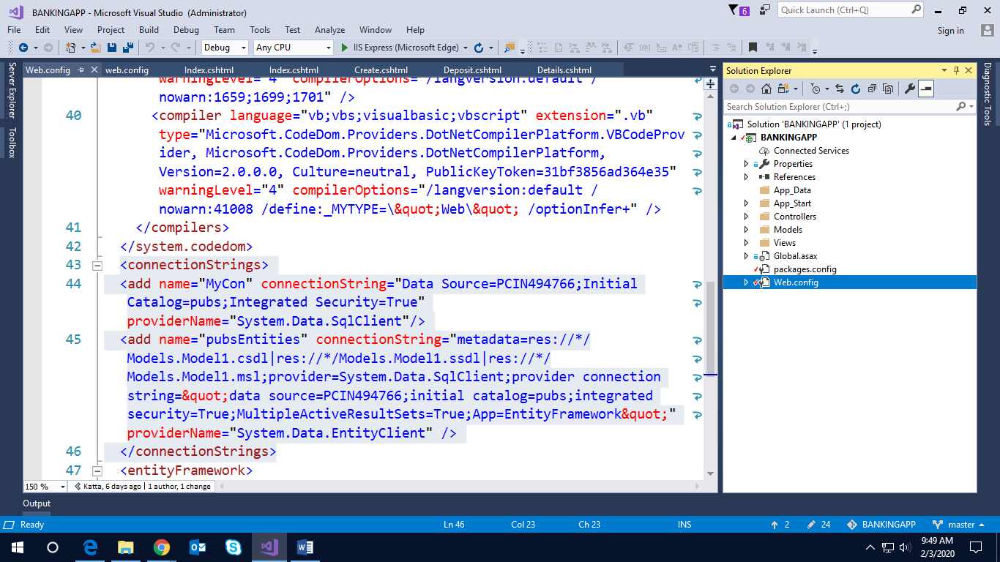 BANKINGAPP - Microsoft Visual Studio (Administrator)
6
Quick Launch (Ctrl+Q)
File Edit View Project Build Debug Team Tools Test Analyze Window Help
Sign in
Debug Any CPU IIS Express (Microsoft Edge)
Server Explorer
Toolbox
Web.config web.config Index.cshtml Index.cshtml Create.cshtml Deposit.cshtml Details.cshtml
warningLevel="4" compilerOptions="/langversion:default /
nowarn:1659;1699;1701" />
40 <compiler language="vb;vbs;visualbasic;vbscript" extension=".vb"
type="Microsoft.CodeDom.Providers.DotNetCompilerPlatform.VBCodeProv
ider, Microsoft.CodeDom.Providers.DotNetCompilerPlatform,
Version=2.0.0.0, Culture=neutral, PublicKeyToken=31bf3856ad364e35"
warningLevel="4" compilerOptions="/langversion:default /
nowarn:41008 /define:_MYTYPE=\&quot;Web\&quot; /optionInfer+" />
41 </compilers>
42 </system.codedom>
43 <connectionStrings>
44 <add name="MyCon" connectionString="Data Source=PCIN494766;Initial
Catalog=pubs;Integrated Security=True"
providerName="System.Data.SqlClient"/>
45 <add name="pubsEntities" connectionString="metadata=res://*/
Models.Model1.csdl|res://*/Models.Model1.ssdl|res://*/
Models.Model1.msl;provider=System.Data.SqlClient;provider connection
string=&quot;data source=PCIN494766;initial catalog=pubs;integrated
security=True;MultipleActiveResultSets=True;App=EntityFramework&quot;"
providerName="System.Data.EntityClient" />
46 </connectionStrings>
47 <entityFramework>
150 % Katta, 6 days ago | 1 author, 1 change
Solution Explorer
Search Solution Explorer (Ctrl+;)
Solution 'BANKINGAPP' (1 project)
BANKINGAPP
Connected Services
Properties
References
App_Data
App_Start
Controllers
Models
Views
Global.asax
packages.config
Web.config
Diagnostic Tools
Output
Ready Ln 46 Col 23 Ch 23 INS 2 24 BANKINGAPP master
9:49 AM
2/3/2020